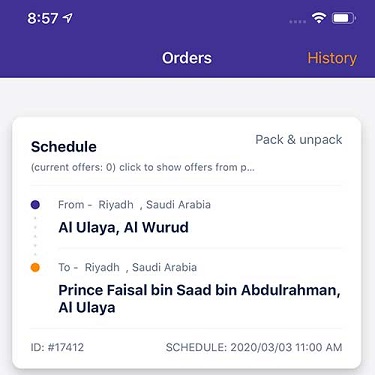 8:57
Orders
History
Schedule
Pack & unpack
(current offers: 0) click to show offers from p...
From - Riyadh , Saudi Arabia
Al Ulaya, Al Wurud
To - Riyadh , Saudi Arabia
Prince Faisal bin Saad bin Abdulrahman,
Al Ulaya
ID: #17412
SCHEDULE: 2020/03/03 11:00 AM